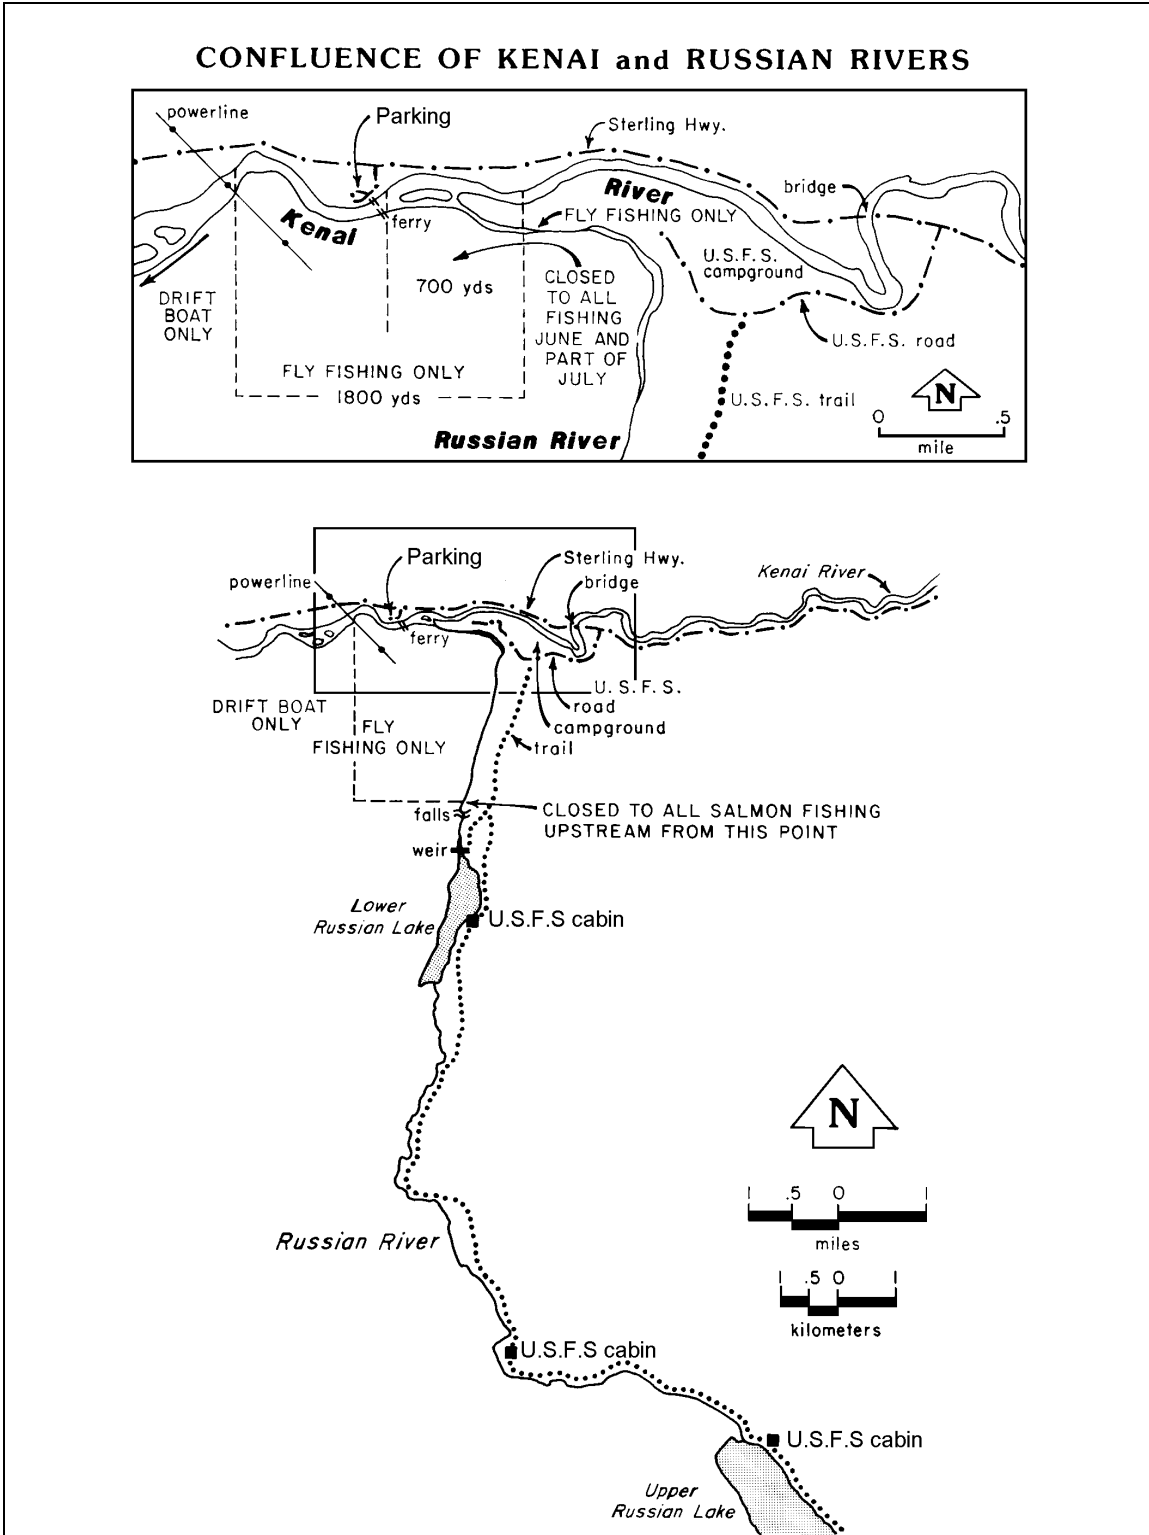 CONFLUENCE OF KENAI and RUSSIAN RIVERS
powerline
Parking
Sterling Hwy.
bridge
River
FLY FISHING ONLY
Kenai
ferry
U.S.F.S.
campground
700 yds
CLOSED
TO ALL
FISHING
JUNE AND
PART OF
JULY
DRIFT
BOAT
ONLY
U.S.F.S. road
FLY FISHING ONLY
1800 yds
U.S.F.S. trail
N
0 .5
mile
Russian River
Parking
Sterling Hwy.
powerline
bridge
Kenai River
ferry
U.S.F.S.
road
campground
trail
DRIFT BOAT
ONLY
FLY
FISHING ONLY
falls
CLOSED TO ALL SALMON FISHING
UPSTREAM FROM THIS POINT
weir
Lower
Russian Lake
U.S.F.S cabin
N
1 .5 0 1
miles
Russian River
1 .5 0 1
kilometers
U.S.F.S cabin
U.S.F.S cabin
Upper
Russian Lake